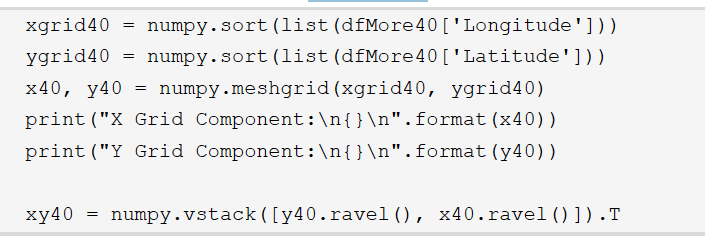 xgrid40 = numpy.sort(list(dfMore40['Longitude']))
ygrid40 = numpy.sort(list(dfMore40['Latitude']))
x40, y40 = numpy.meshgrid(xgrid40, ygrid40)
print("X Grid Component:\n{}\n".format(x40))
print("Y Grid Component:\n{}\n".format(y40))
xy40 = numpy.vstack([y40.ravel(), x40.ravel()]).T